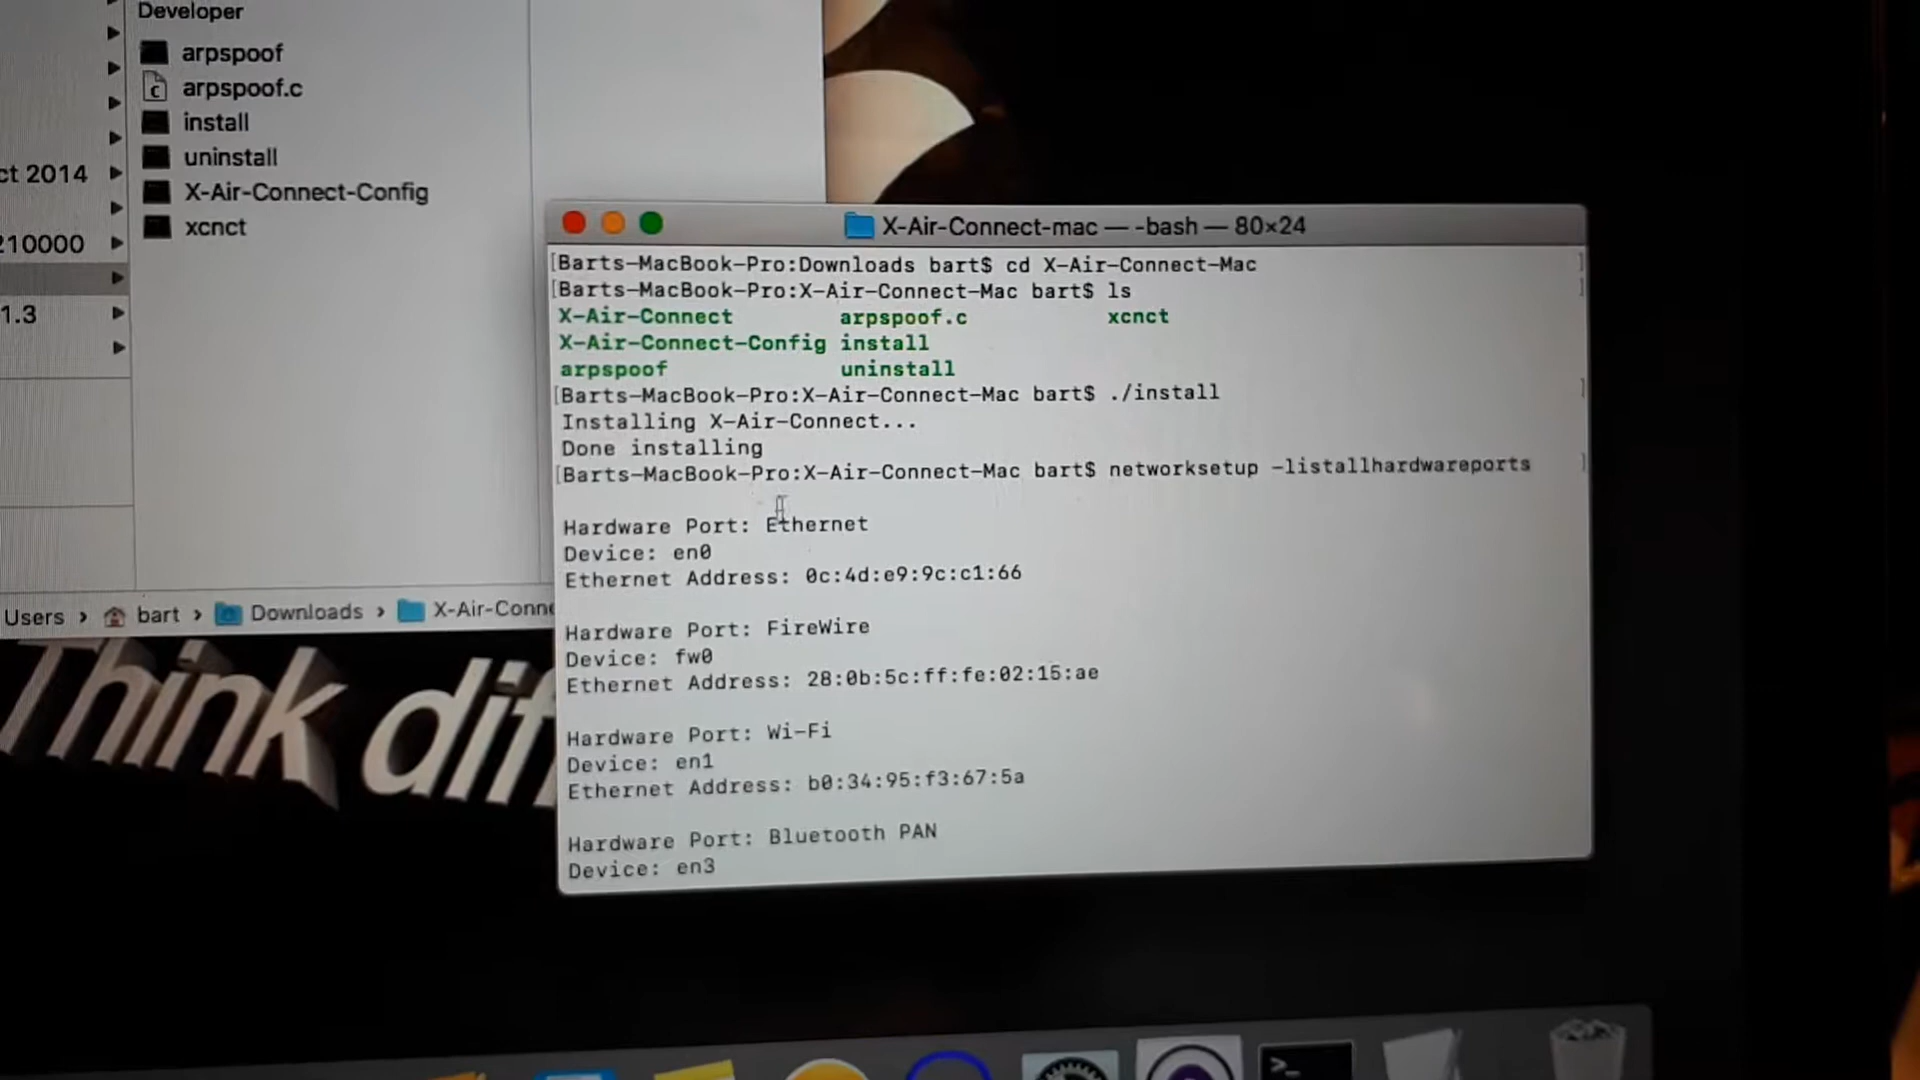 Developer
arpspoof
arpspoof.c
install
uninstall
X-Air-Connect-Config
xcnct
ct 2014
210000
1.3
Users › bart › Downloads › X-Air-Conne
Think dif
X-Air-Connect-mac — -bash — 80×24
[Barts-MacBook-Pro:Downloads bart$ cd X-Air-Connect-Mac ]
[Barts-MacBook-Pro:X-Air-Connect-Mac bart$ ls ]
X-Air-Connect arpspoof.c xcnct
X-Air-Connect-Config install
arpspoof uninstall
[Barts-MacBook-Pro:X-Air-Connect-Mac bart$ ./install ]
Installing X-Air-Connect...
Done installing
[Barts-MacBook-Pro:X-Air-Connect-Mac bart$ networksetup -listallhardwareports ]
Hardware Port: Ethernet
Device: en0
Ethernet Address: 0c:4d:e9:9c:c1:66
Hardware Port: FireWire
Device: fw0
Ethernet Address: 28:0b:5c:ff:fe:02:15:ae
Hardware Port: Wi-Fi
Device: en1
Ethernet Address: b0:34:95:f3:67:5a
Hardware Port: Bluetooth PAN
Device: en3
>_